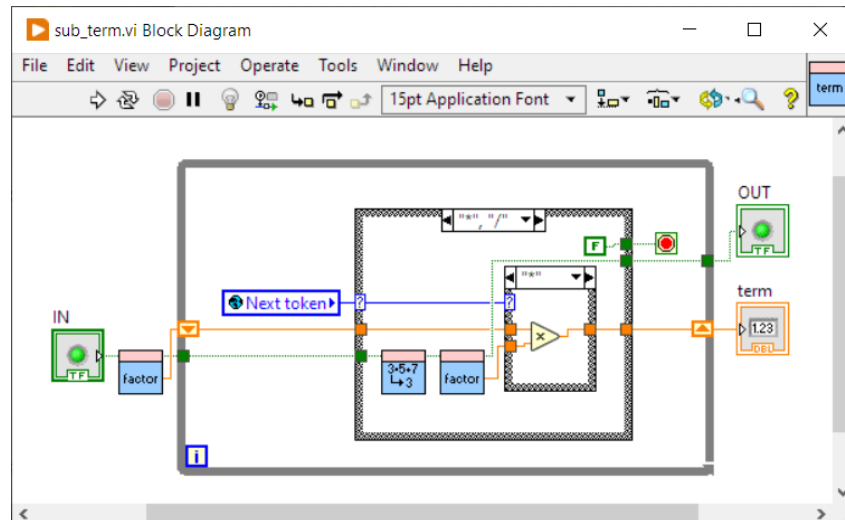 sub_term.vi Block Diagram
File Edit View Project Operate Tools Window Help
15pt Application Font
term
"*", "/"
OUT
TF
F
"*"
Next token
?
?
IN
TF
term
1.23
DBL
factor
3*5+7
3
factor
×
i